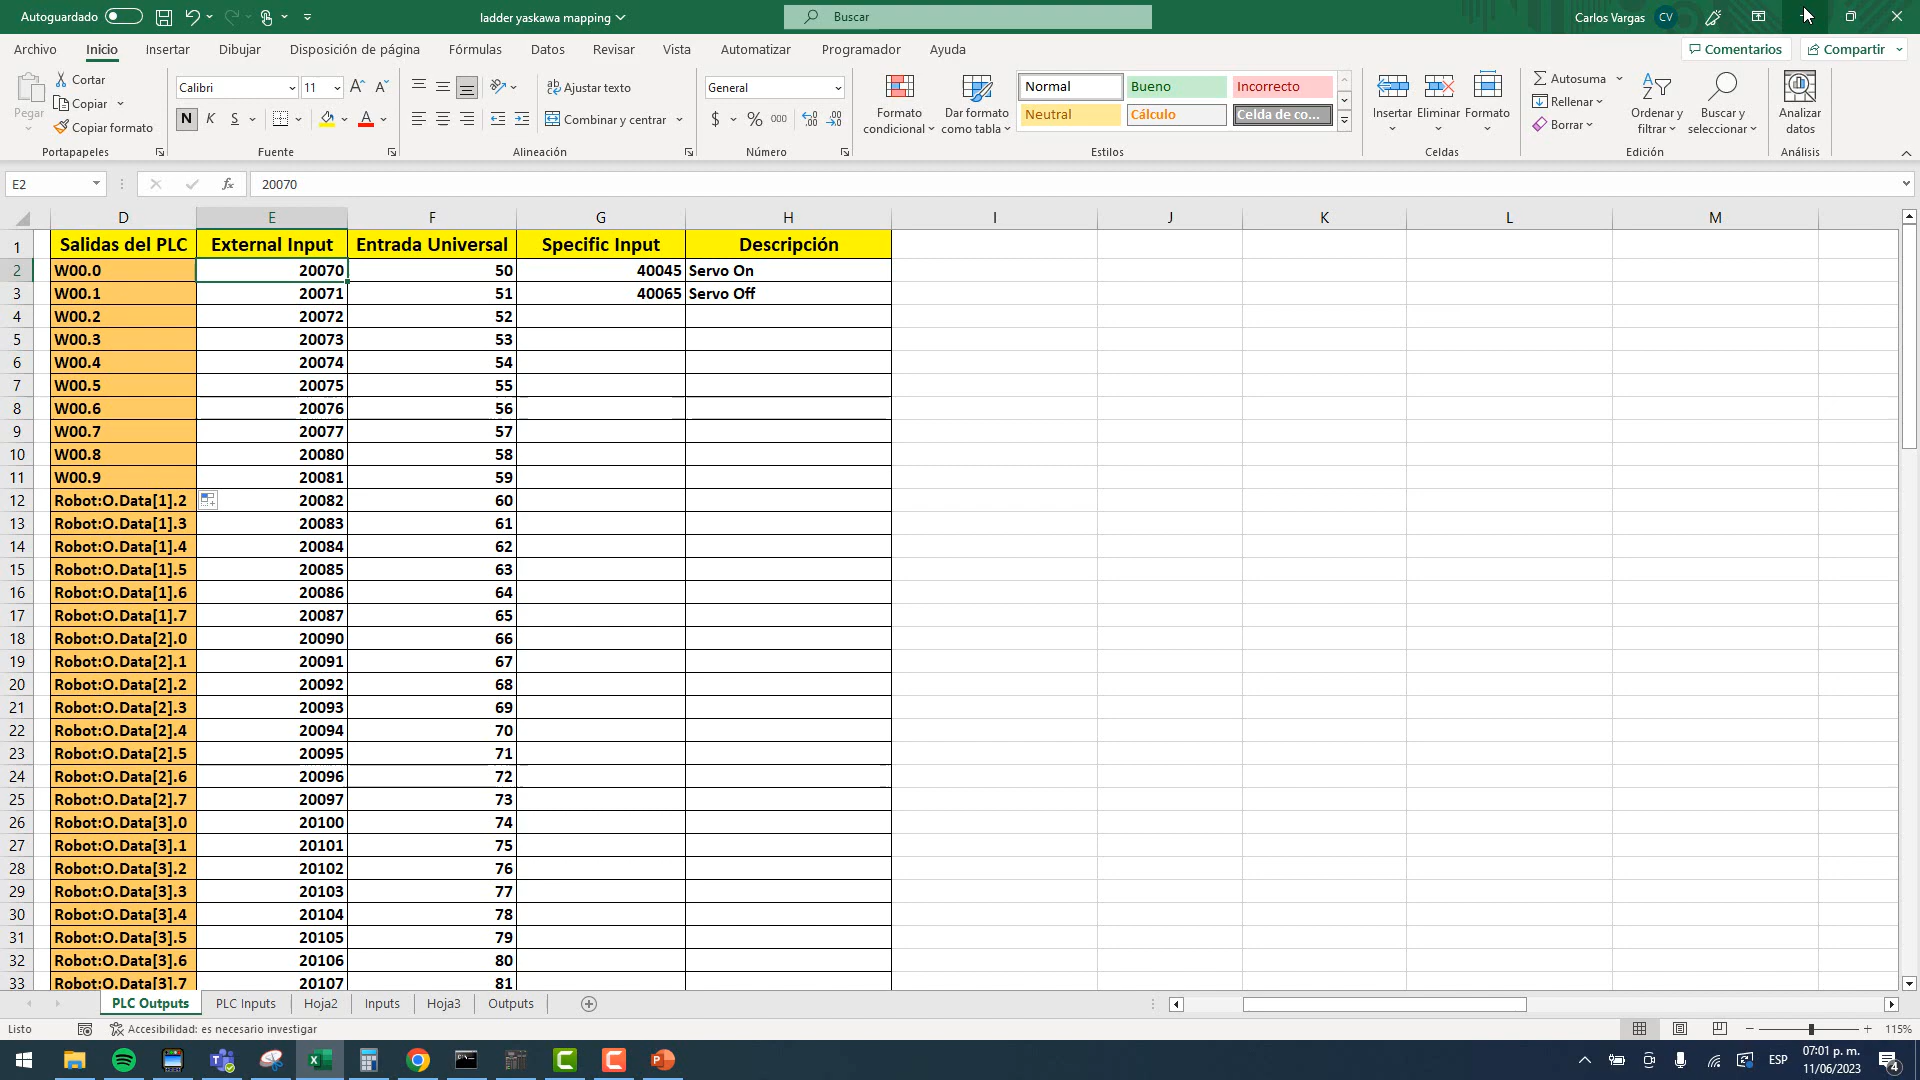 Autoguardado
ladder yaskawa mapping
Buscar
Carlos Vargas CV
Archivo Inicio Insertar Dibujar Disposición de página Fórmulas Datos Revisar Vista Automatizar Programador Ayuda Comentarios Compartir
Pegar
Cortar
Copiar
Copiar formato
Portapapeles
Calibri 11
N K S
Fuente
Ajustar texto
Combinar y centrar
Alineación
General
$ % 000
Número
Formato condicional
Dar formato como tabla
Normal Bueno Incorrecto
Neutral Cálculo Celda de co...
Estilos
Insertar Eliminar Formato
Celdas
Autosuma
Rellenar
Borrar
Ordenar y filtrar
Buscar y seleccionar
Edición
Analizar datos
Análisis
E2 fx 20070
D E F G H I J K L M
1 Salidas del PLC External Input Entrada Universal Specific Input Descripción
2 W00.0 20070 50 40045 Servo On
3 W00.1 20071 51 40065 Servo Off
4 W00.2 20072 52
5 W00.3 20073 53
6 W00.4 20074 54
7 W00.5 20075 55
8 W00.6 20076 56
9 W00.7 20077 57
10 W00.8 20080 58
11 W00.9 20081 59
12 Robot:O.Data[1].2 20082 60
13 Robot:O.Data[1].3 20083 61
14 Robot:O.Data[1].4 20084 62
15 Robot:O.Data[1].5 20085 63
16 Robot:O.Data[1].6 20086 64
17 Robot:O.Data[1].7 20087 65
18 Robot:O.Data[2].0 20090 66
19 Robot:O.Data[2].1 20091 67
20 Robot:O.Data[2].2 20092 68
21 Robot:O.Data[2].3 20093 69
22 Robot:O.Data[2].4 20094 70
23 Robot:O.Data[2].5 20095 71
24 Robot:O.Data[2].6 20096 72
25 Robot:O.Data[2].7 20097 73
26 Robot:O.Data[3].0 20100 74
27 Robot:O.Data[3].1 20101 75
28 Robot:O.Data[3].2 20102 76
29 Robot:O.Data[3].3 20103 77
30 Robot:O.Data[3].4 20104 78
31 Robot:O.Data[3].5 20105 79
32 Robot:O.Data[3].6 20106 80
33 Robot:O.Data[3].7 20107 81
PLC Outputs PLC Inputs Hoja2 Inputs Hoja3 Outputs
Listo Accesibilidad: es necesario investigar 115%
ESP 07:01 p. m.
11/06/2023 4